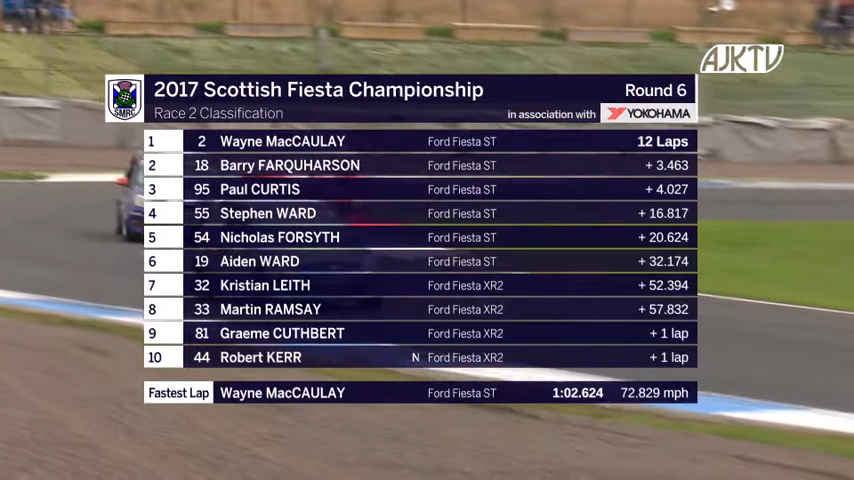 AJKTV
SMRC
2017 Scottish Fiesta Championship Round 6
Race 2 Classification in association with YOKOHAMA
1 2 Wayne MacCAULAY Ford Fiesta ST 12 Laps
2 18 Barry FARQUHARSON Ford Fiesta ST + 3.463
3 95 Paul CURTIS Ford Fiesta ST + 4.027
4 55 Stephen WARD Ford Fiesta ST + 16.817
5 54 Nicholas FORSYTH Ford Fiesta ST + 20.624
6 19 Aiden WARD Ford Fiesta ST + 32.174
7 32 Kristian LEITH Ford Fiesta XR2 + 52.394
8 33 Martin RAMSAY Ford Fiesta XR2 + 57.832
9 81 Graeme CUTHBERT Ford Fiesta XR2 + 1 lap
10 44 Robert KERR N Ford Fiesta XR2 + 1 lap
Fastest Lap Wayne MacCAULAY Ford Fiesta ST 1:02.624 72.829 mph